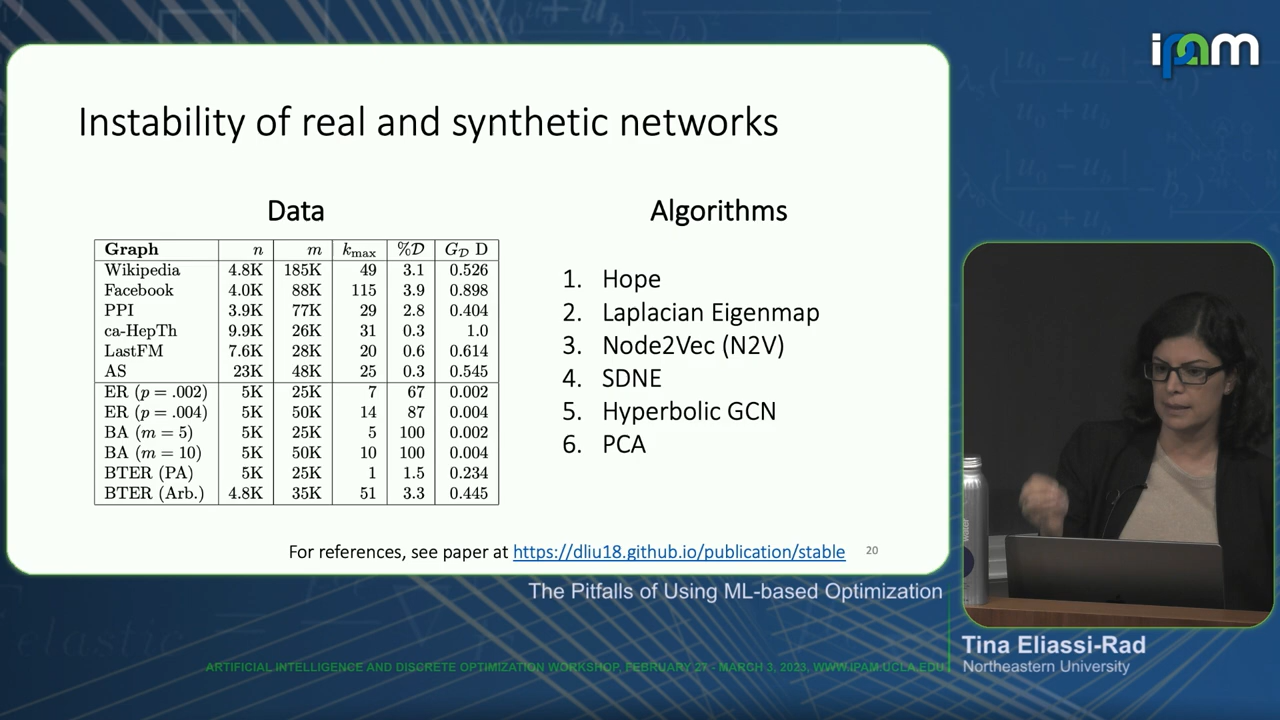 ipam
Instability of real and synthetic networks
Data
Graph n m k_max %𝒟 G_𝒟 D
Wikipedia 4.8K 185K 49 3.1 0.526
Facebook 4.0K 88K 115 3.9 0.898
PPI 3.9K 77K 29 2.8 0.404
ca-HepTh 9.9K 26K 31 0.3 1.0
LastFM 7.6K 28K 20 0.6 0.614
AS 23K 48K 25 0.3 0.545
ER (p = .002) 5K 25K 7 67 0.002
ER (p = .004) 5K 50K 14 87 0.004
BA (m = 5) 5K 25K 5 100 0.002
BA (m = 10) 5K 50K 10 100 0.004
BTER (PA) 5K 25K 1 1.5 0.234
BTER (Arb.) 4.8K 35K 51 3.3 0.445
Algorithms
1. Hope
2. Laplacian Eigenmap
3. Node2Vec (N2V)
4. SDNE
5. Hyperbolic GCN
6. PCA
For references, see paper at https://dliu18.github.io/publication/stable
20
The Pitfalls of Using ML-based Optimization
Tina Eliassi-Rad
Northeastern University
ARTIFICIAL INTELLIGENCE AND DISCRETE OPTIMIZATION WORKSHOP, FEBRUARY 27 - MARCH 3, 2023, WWW.IPAM.UCLA.EDU